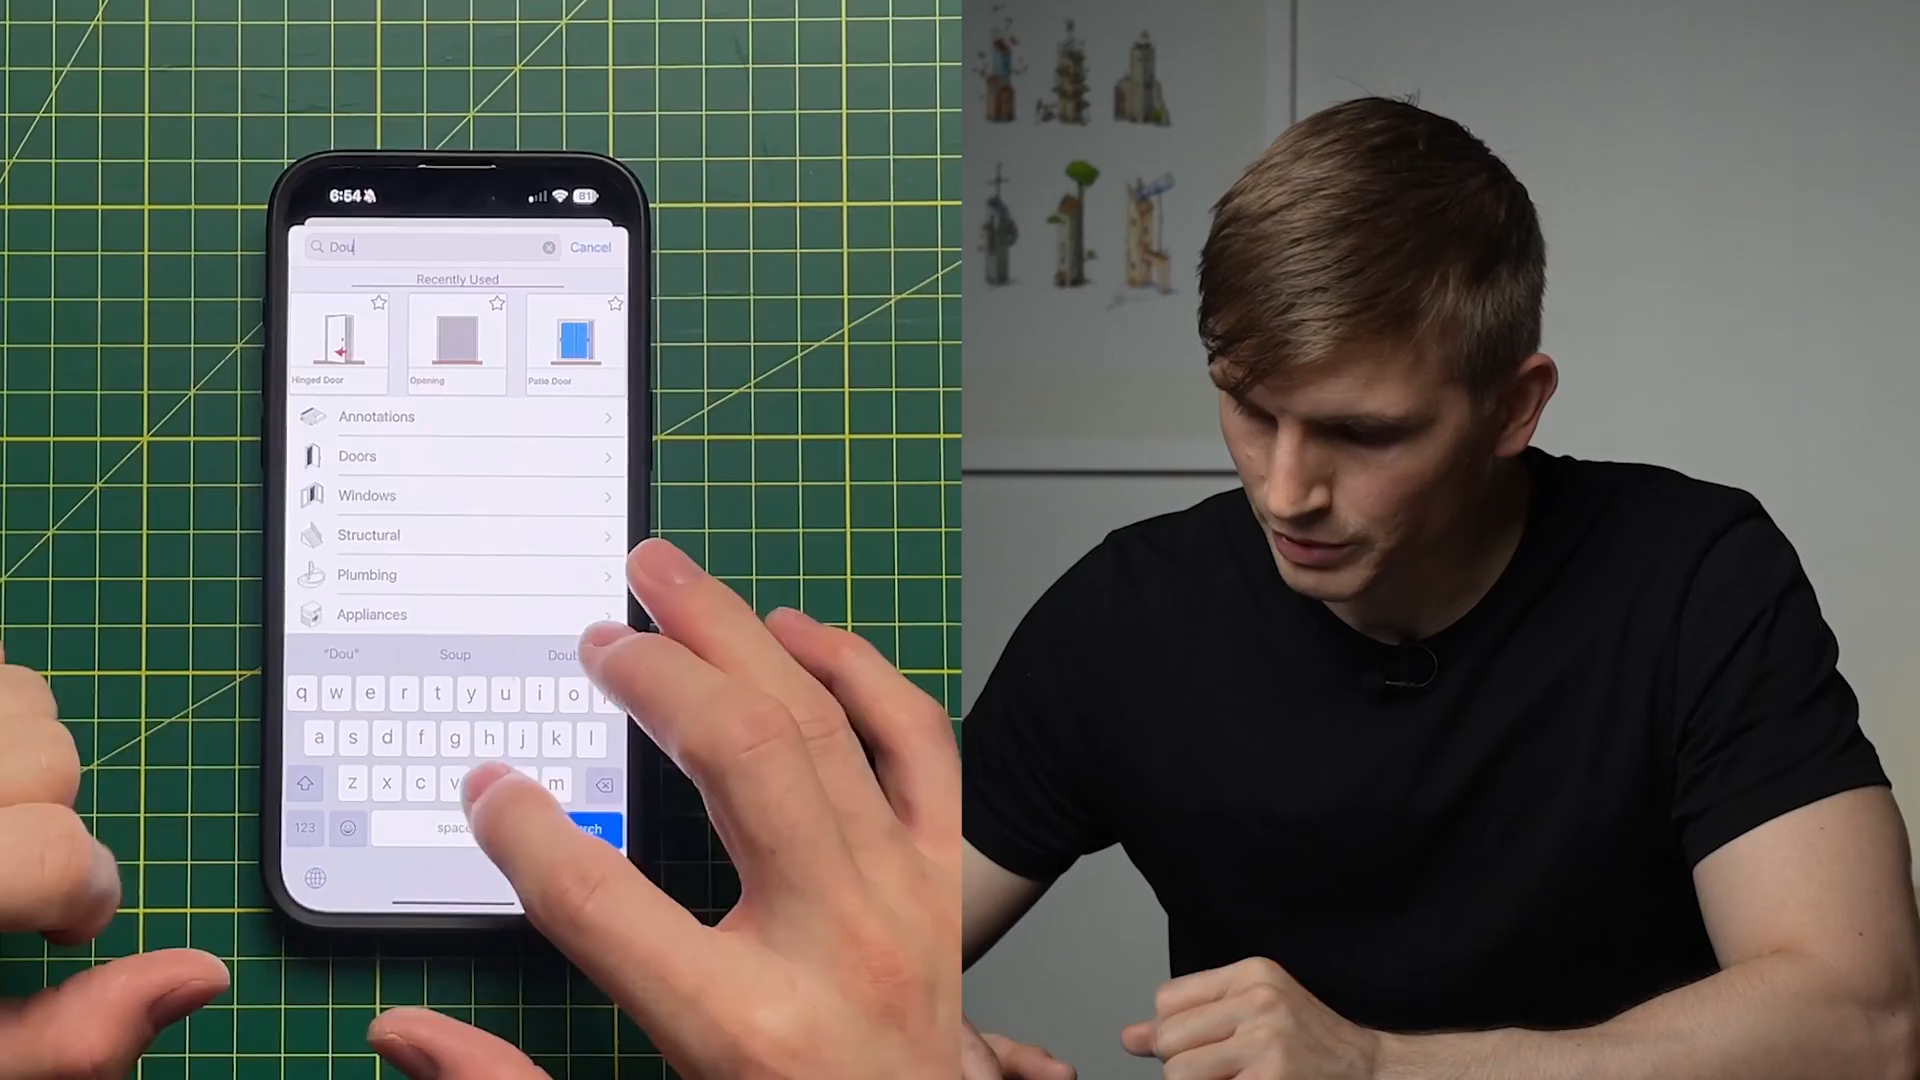 6:54
81
Dou
Cancel
Recently Used
Hinged Door
Opening
Patio Door
Annotations
Doors
Windows
Structural
Plumbing
Appliances
"Dou"
Soup
q w e r t y u i o
a s d f g h j k l
z x c v m
123
space